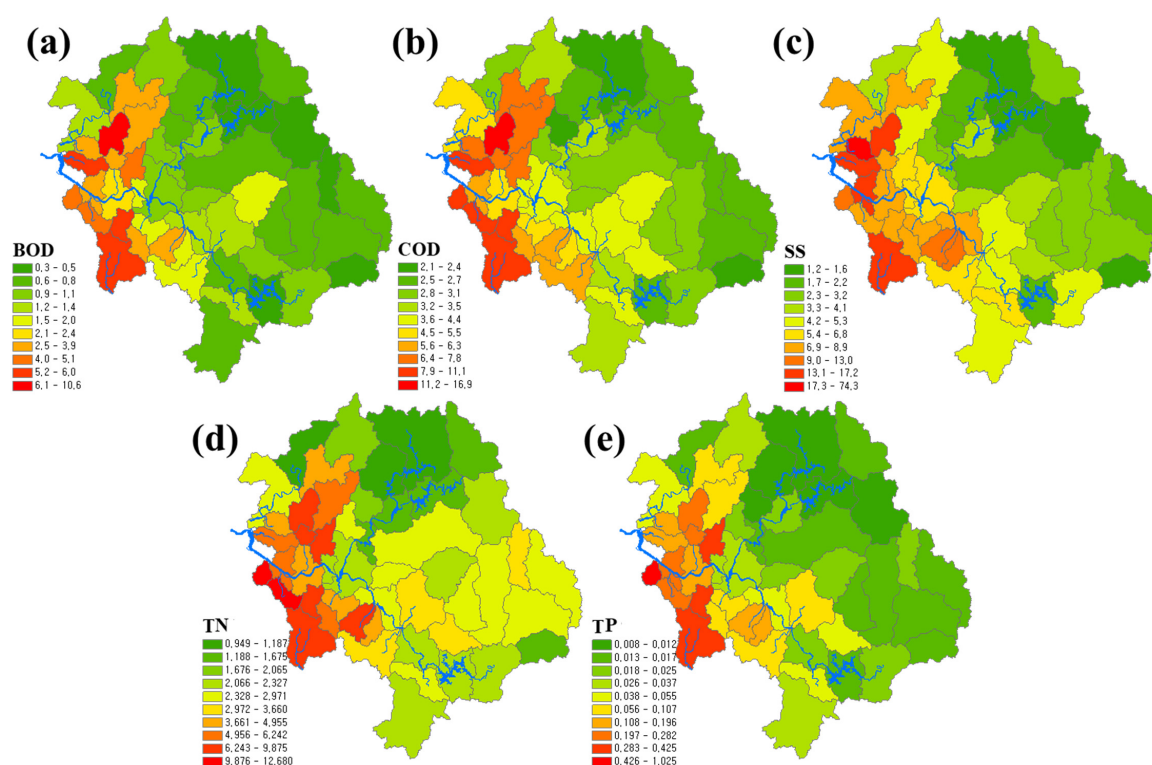 (a)
(b)
(c)
BOD
0,3 - 0,5
0,6 - 0,8
0,9 - 1,1
1,2 - 1,4
1,5 - 2,0
2,1 - 2,4
2,5 - 3,9
4,0 - 5,1
5,2 - 6,0
6,1 - 10,6
COD
2,1 - 2,4
2,5 - 2,7
2,8 - 3,1
3,2 - 3,5
3,6 - 4,4
4,5 - 5,5
5,6 - 6,3
6,4 - 7,8
7,9 - 11,1
11,2 - 16,9
SS
1,2 - 1,6
1,7 - 2,2
2,3 - 3,2
3,3 - 4,1
4,2 - 5,3
5,4 - 6,8
6,9 - 8,9
9,0 - 13,0
13,1 - 17,2
17,3 - 74,3
(d)
(e)
TN
0,949 - 1,187
1,188 - 1,675
1,676 - 2,065
2,066 - 2,327
2,328 - 2,971
2,972 - 3,660
3,661 - 4,955
4,956 - 6,242
6,243 - 9,875
9,876 - 12,680
TP
0,008 - 0,012
0,013 - 0,017
0,018 - 0,025
0,026 - 0,037
0,038 - 0,055
0,056 - 0,107
0,108 - 0,196
0,197 - 0,282
0,283 - 0,425
0,426 - 1,025